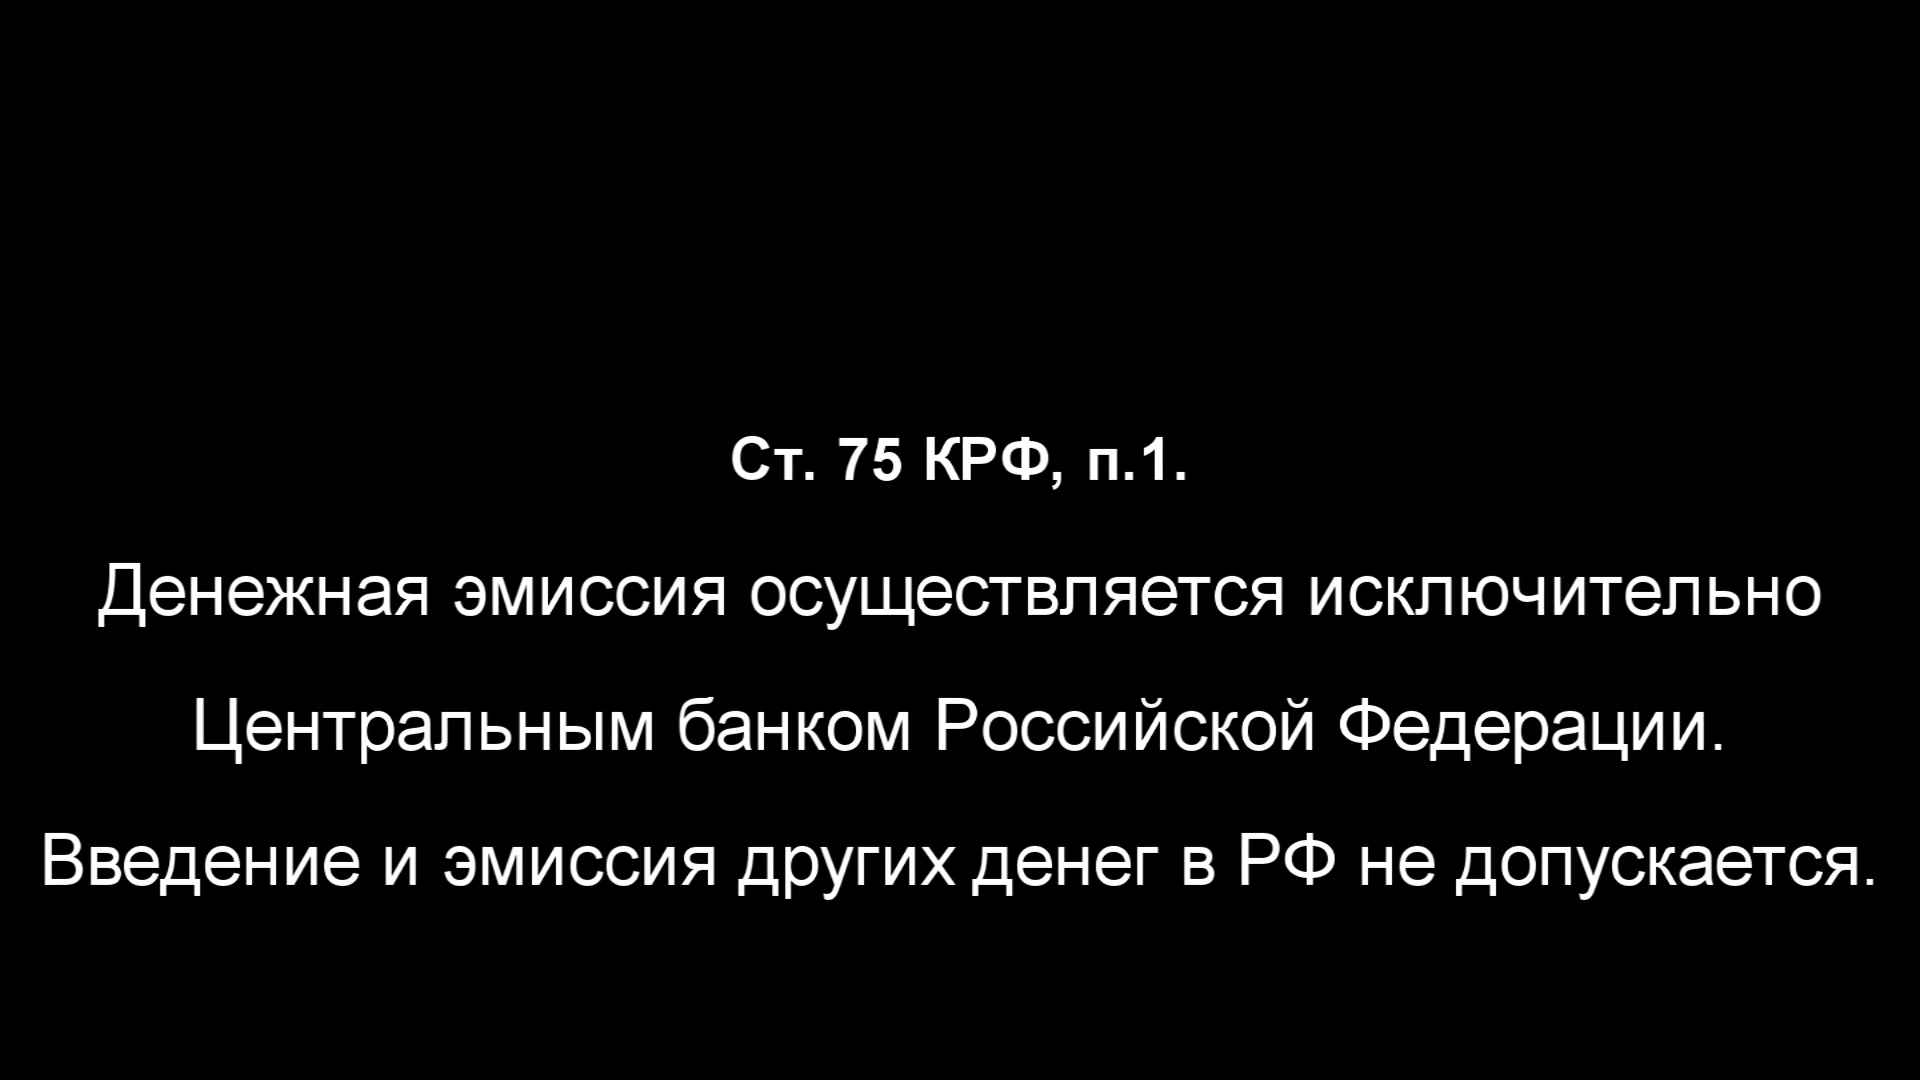 Ст. 75 КРФ, п.1.
Денежная эмиссия осуществляется исключительно
Центральным банком Российской Федерации.
Введение и эмиссия других денег в РФ не допускается.